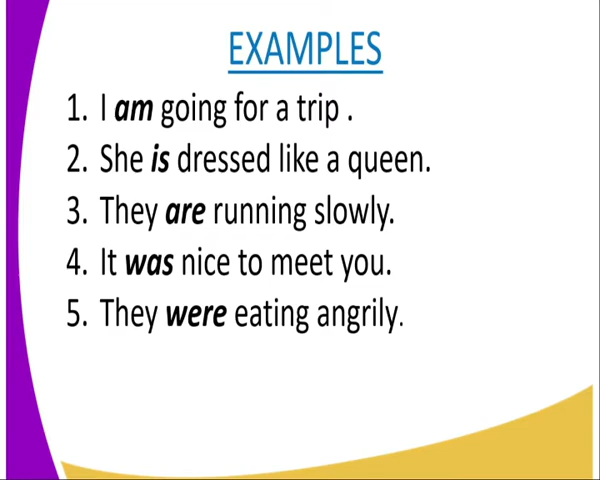 EXAMPLES
1. I am going for a trip .
2. She is dressed like a queen.
3. They are running slowly.
4. It was nice to meet you.
5. They were eating angrily.